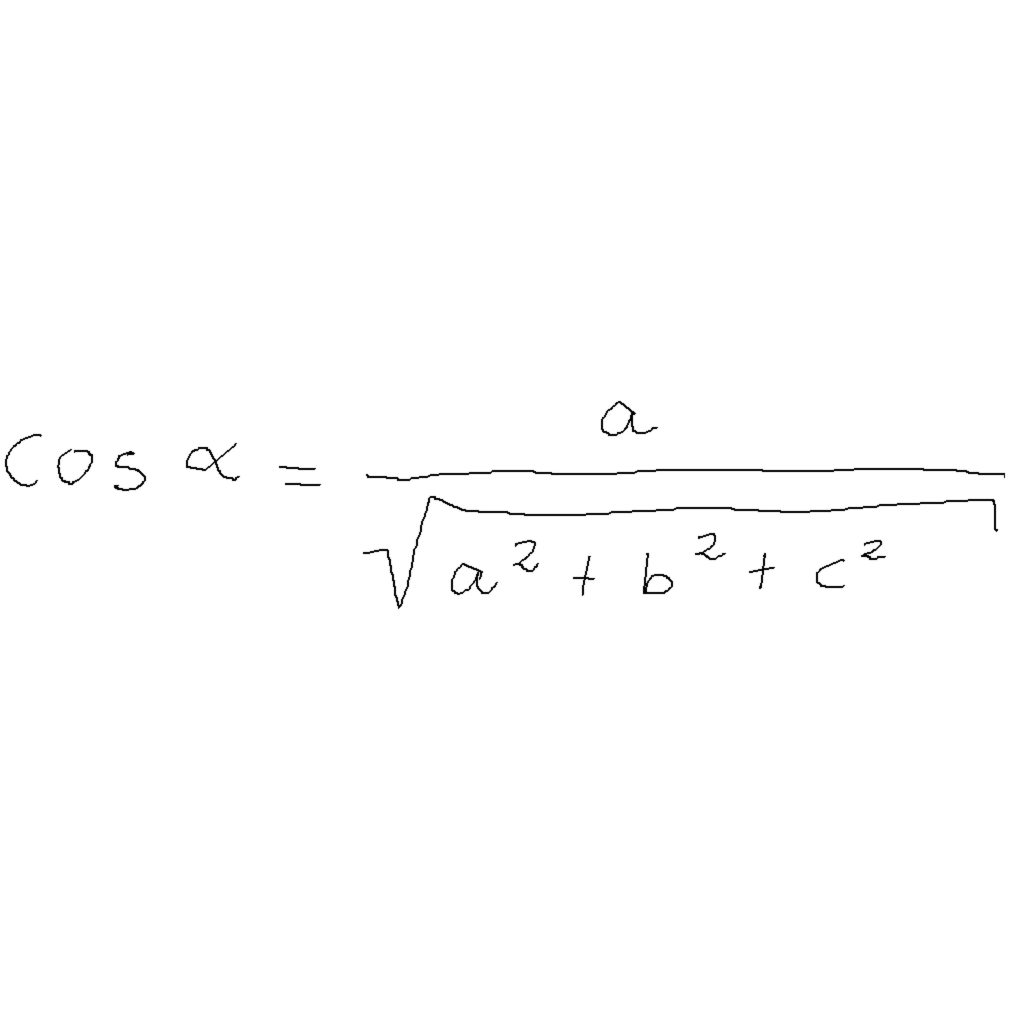 cos α = a / √(a² + b² + c²)